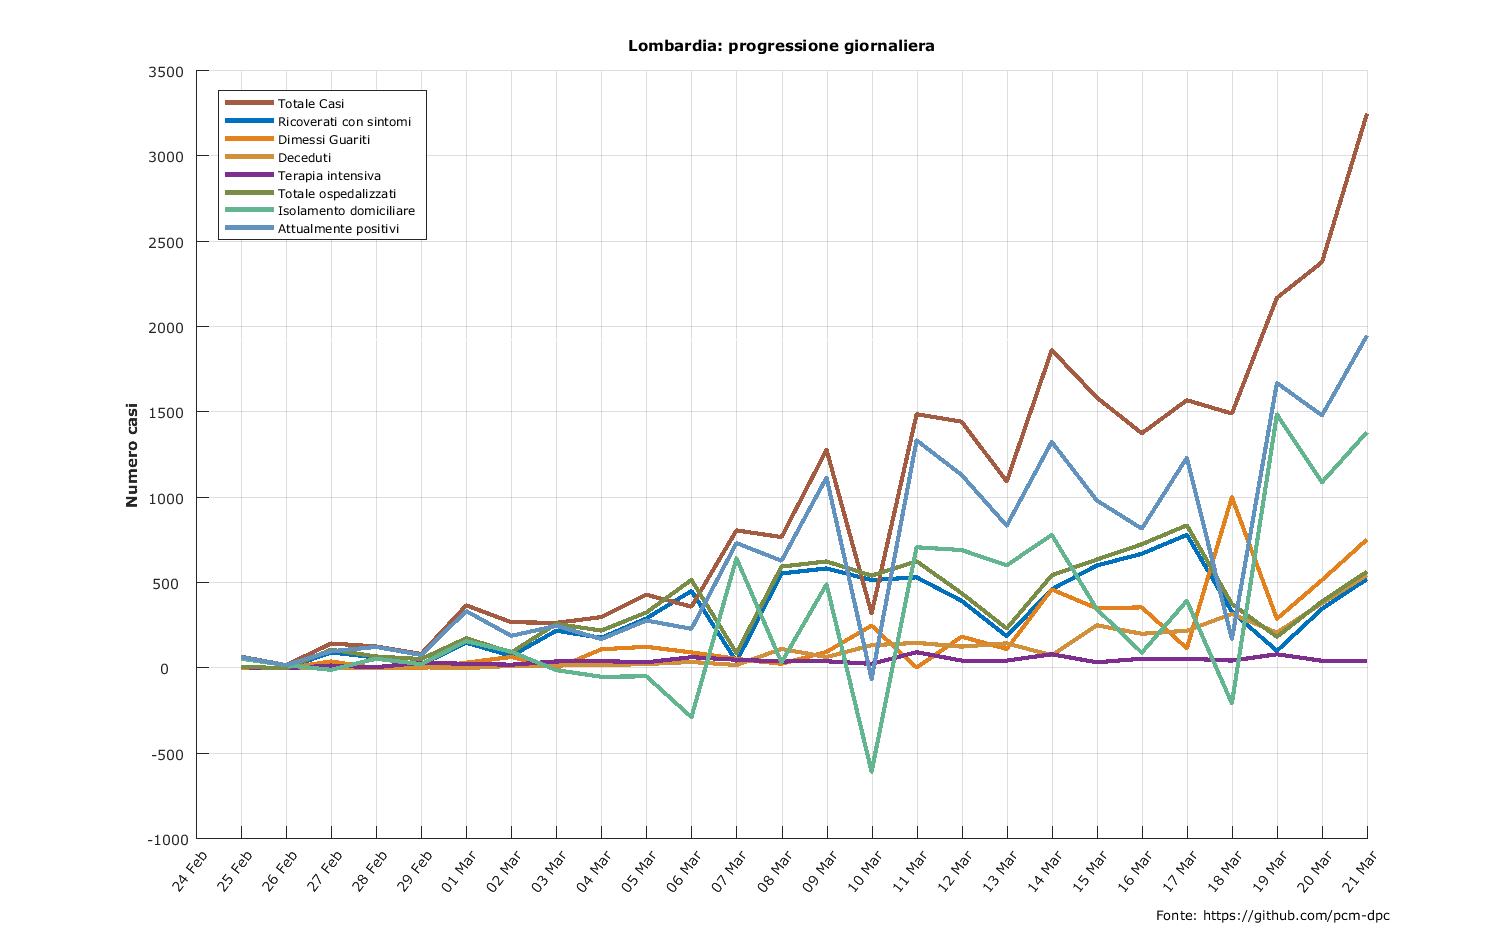 Lombardia: progressione giornaliera
3500
3000
2500
2000
1500
1000
500
0
-500
-1000
Numero casi
Totale Casi
Ricoverati con sintomi
Dimessi Guariti
Deceduti
Terapia intensiva
Totale ospedalizzati
Isolamento domiciliare
Attualmente positivi
24 Feb
25 Feb
26 Feb
27 Feb
28 Feb
29 Feb
01 Mar
02 Mar
03 Mar
04 Mar
05 Mar
06 Mar
07 Mar
08 Mar
09 Mar
10 Mar
11 Mar
12 Mar
13 Mar
14 Mar
15 Mar
16 Mar
17 Mar
18 Mar
19 Mar
20 Mar
21 Mar
Fonte: https://github.com/pcm-dpc